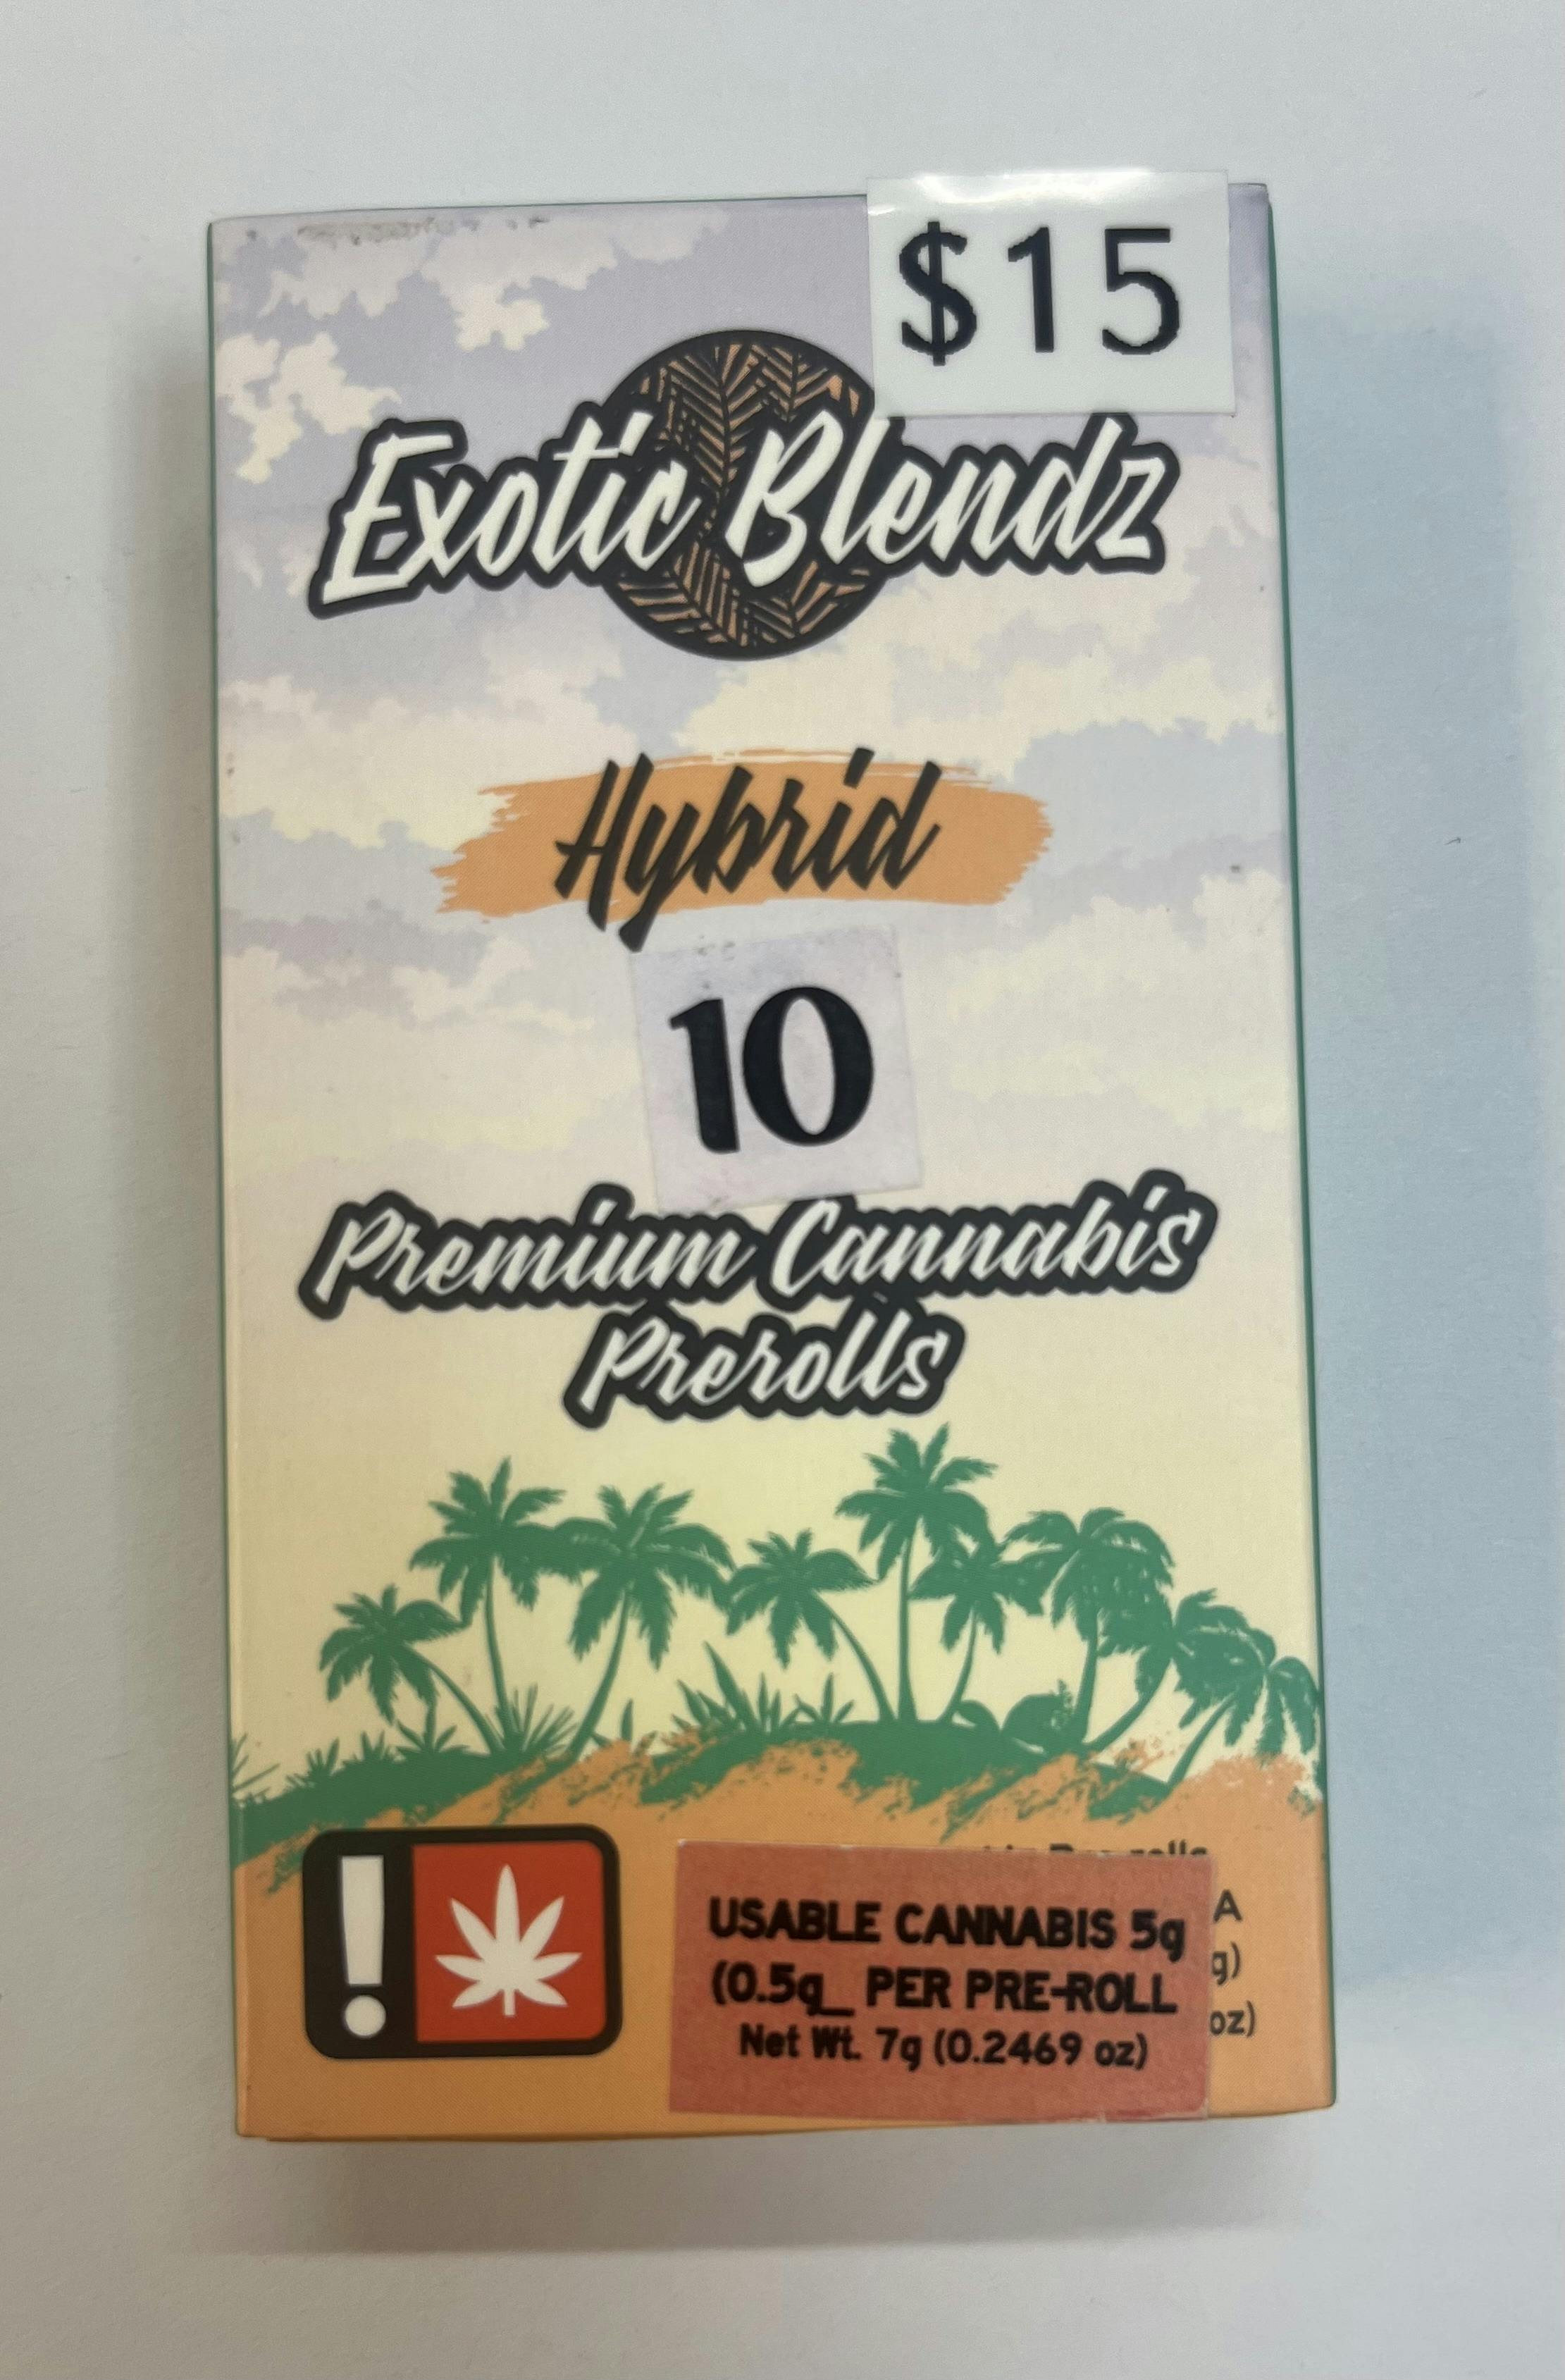 $15
Exotic Blendz
Hybrid
10
Premium Cannabis
Prerolls
A
USABLE CANNABIS 5g
(0.5g_ PER PRE-ROLL
g)
Net Wt. 7g (0.2469 oz)
oz)